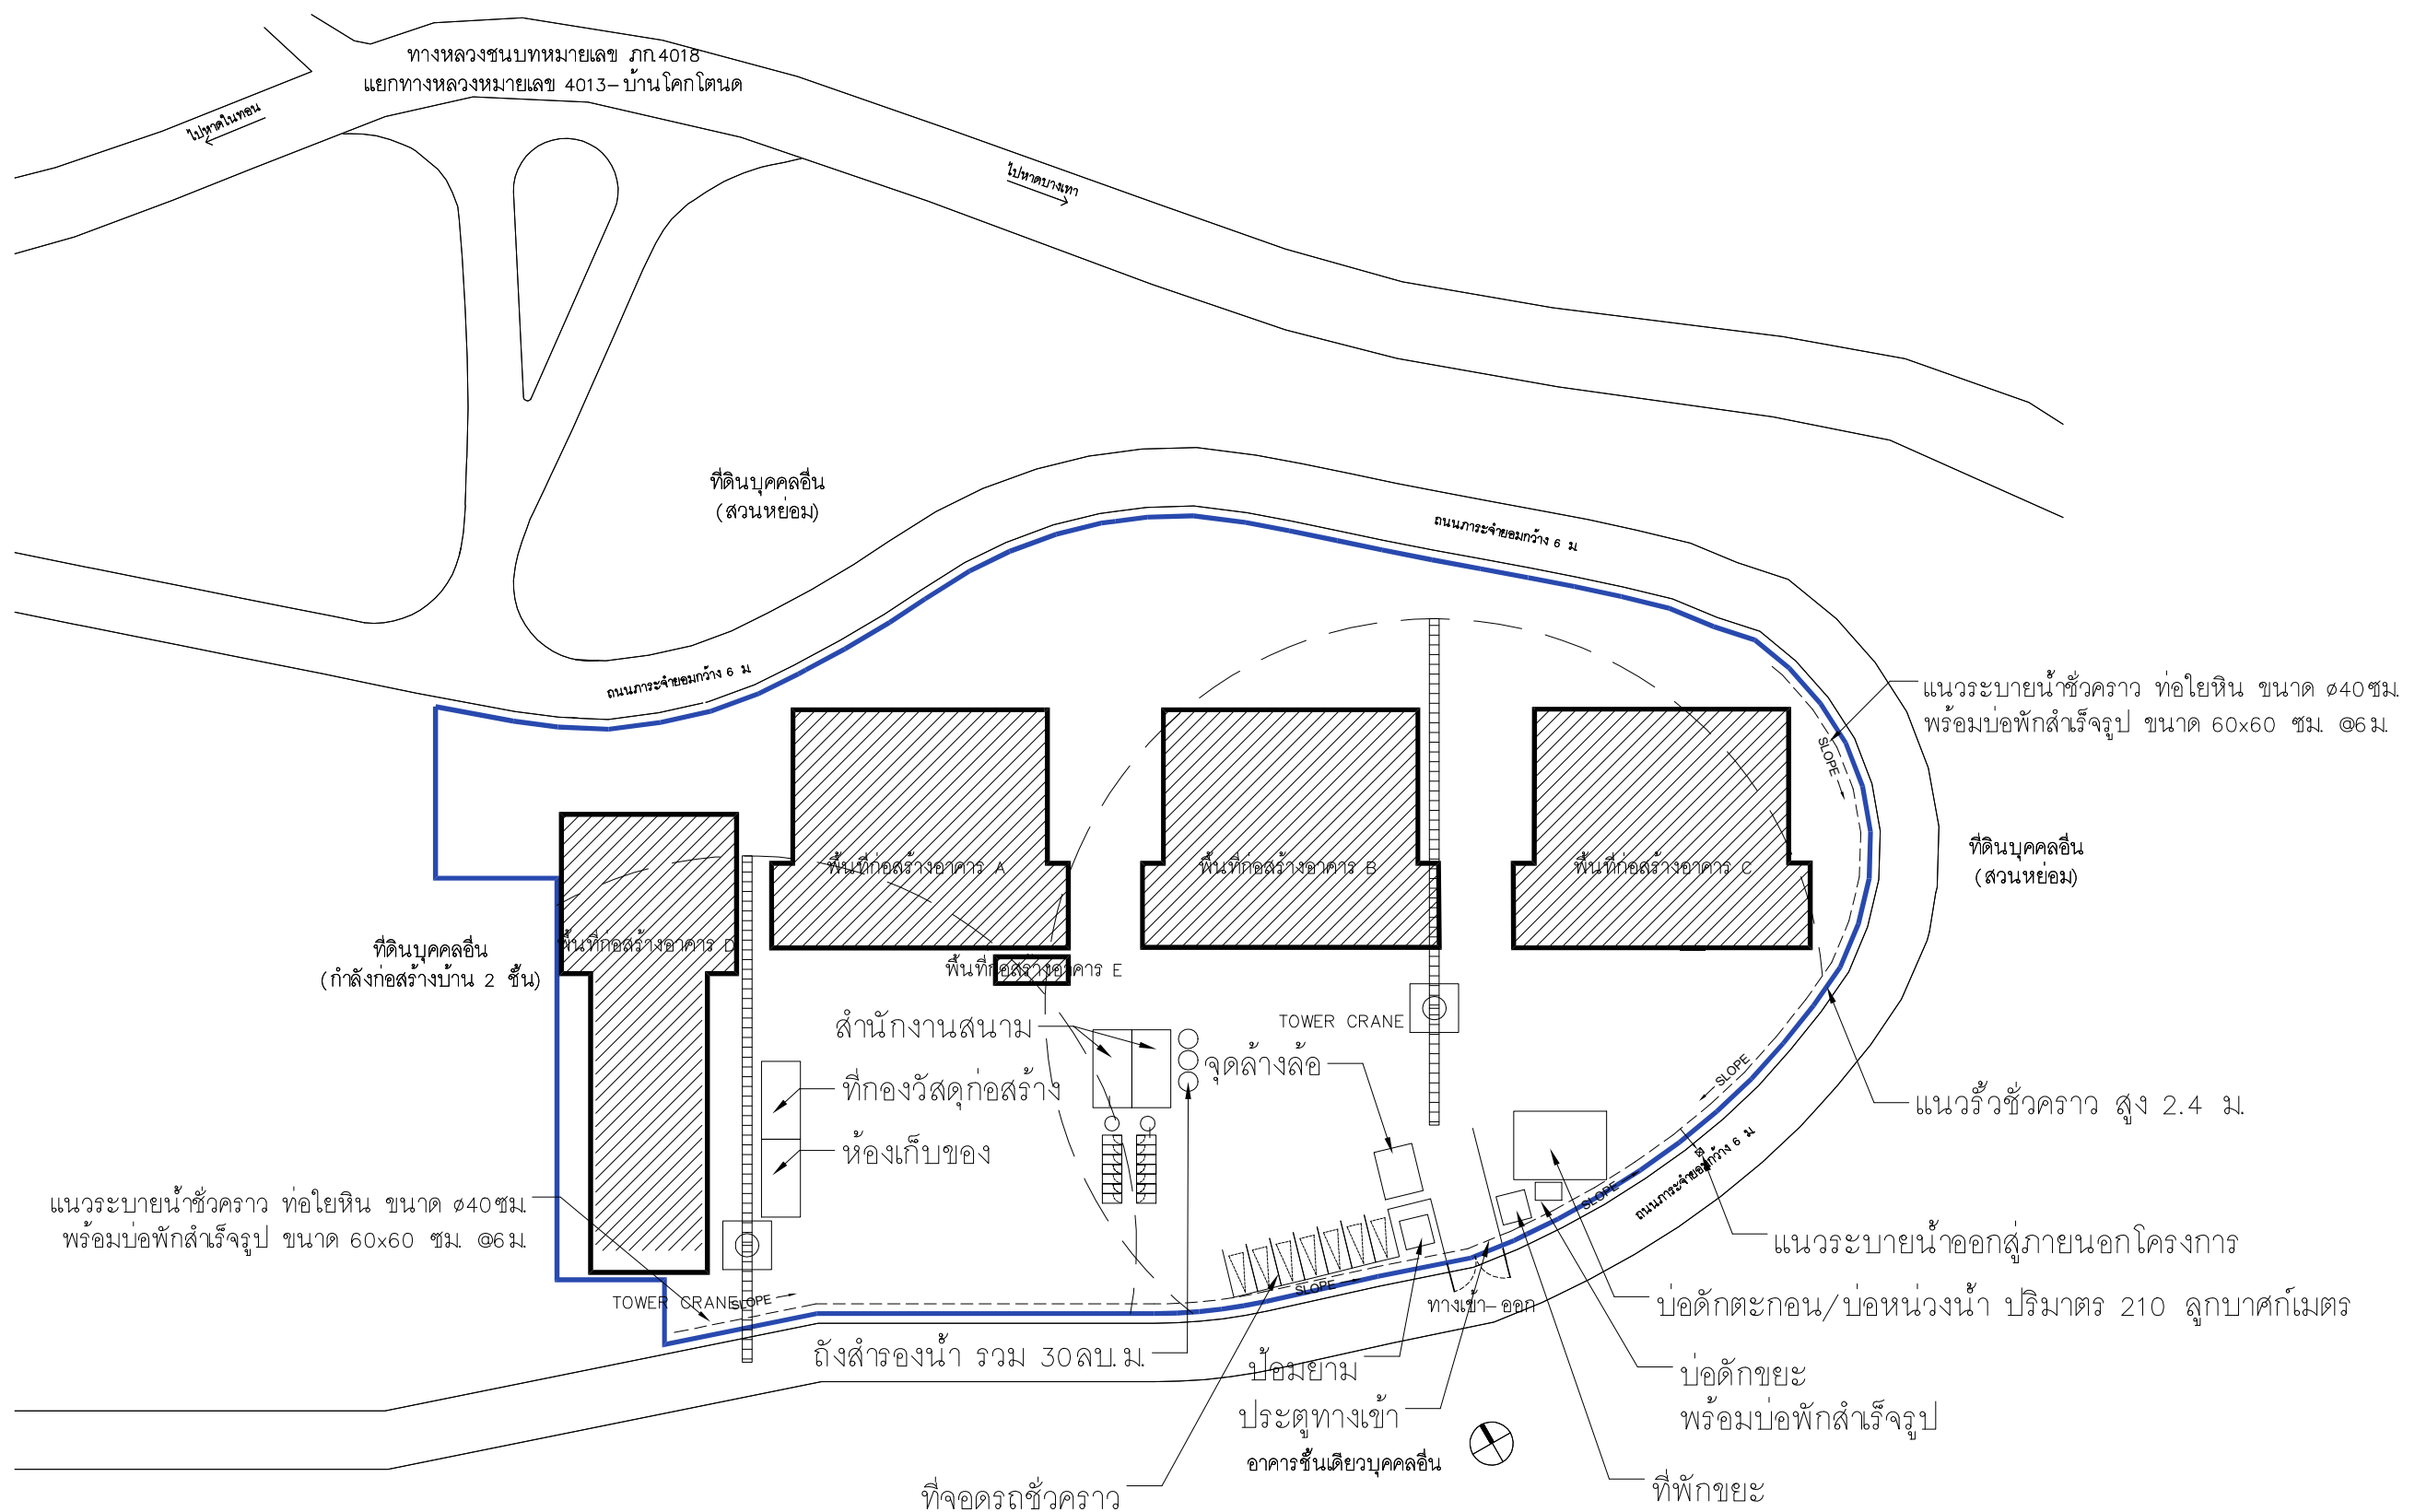 ทางหลวงชนบทหมายเลข ภก.4018
แยกทางหลวงหมายเลข 4013-บ้านโคกโตนด
ไปหาดในทอน
ไปหาดบางเทา
ที่ดินบุคคลอื่น
(สวนหย่อม)
ถนนภาระจำยอมกว้าง 6 ม.
ถนนภาระจำยอมกว้าง 6 ม.
แนวระบายน้ำชั่วคราว ท่อใยหิน ขนาด ø40ซม.
พร้อมบ่อพักสำเร็จรูป ขนาด 60x60 ซม. @6ม.
SLOPE
ที่ดินบุคคลอื่น
(สวนหย่อม)
พื้นที่ก่อสร้างอาคาร A
พื้นที่ก่อสร้างอาคาร B
พื้นที่ก่อสร้างอาคาร C
พื้นที่ก่อสร้างอาคาร D
ที่ดินบุคคลอื่น
(กำลังก่อสร้างบ้าน 2 ชั้น)
พื้นที่ก่อสร้างอาคาร E
สำนักงานสนาม
TOWER CRANE
จุดล้างล้อ
ที่กองวัสดุก่อสร้าง
SLOPE
แนวรั้วชั่วคราว สูง 2.4 ม.
ห้องเก็บของ
ถนนภาระจำยอมกว้าง 6 ม.
SLOPE
แนวระบายน้ำชั่วคราว ท่อใยหิน ขนาด ø40ซม.
พร้อมบ่อพักสำเร็จรูป ขนาด 60x60 ซม. @6ม.
แนวระบายน้ำออกสู่ภายนอกโครงการ
TOWER CRANE
SLOPE
SLOPE
ทางเข้า-ออก
บ่อดักตะกอน/บ่อหน่วงน้ำ ปริมาตร 210 ลูกบาศก์เมตร
ถังสำรองน้ำ รวม 30ลบ.ม.
ป้อมยาม
บ่อดักขยะ
พร้อมบ่อพักสำเร็จรูป
ประตูทางเข้า
อาคารชั้นเดียวบุคคลอื่น
ที่จอดรถชั่วคราว
ที่พักขยะ